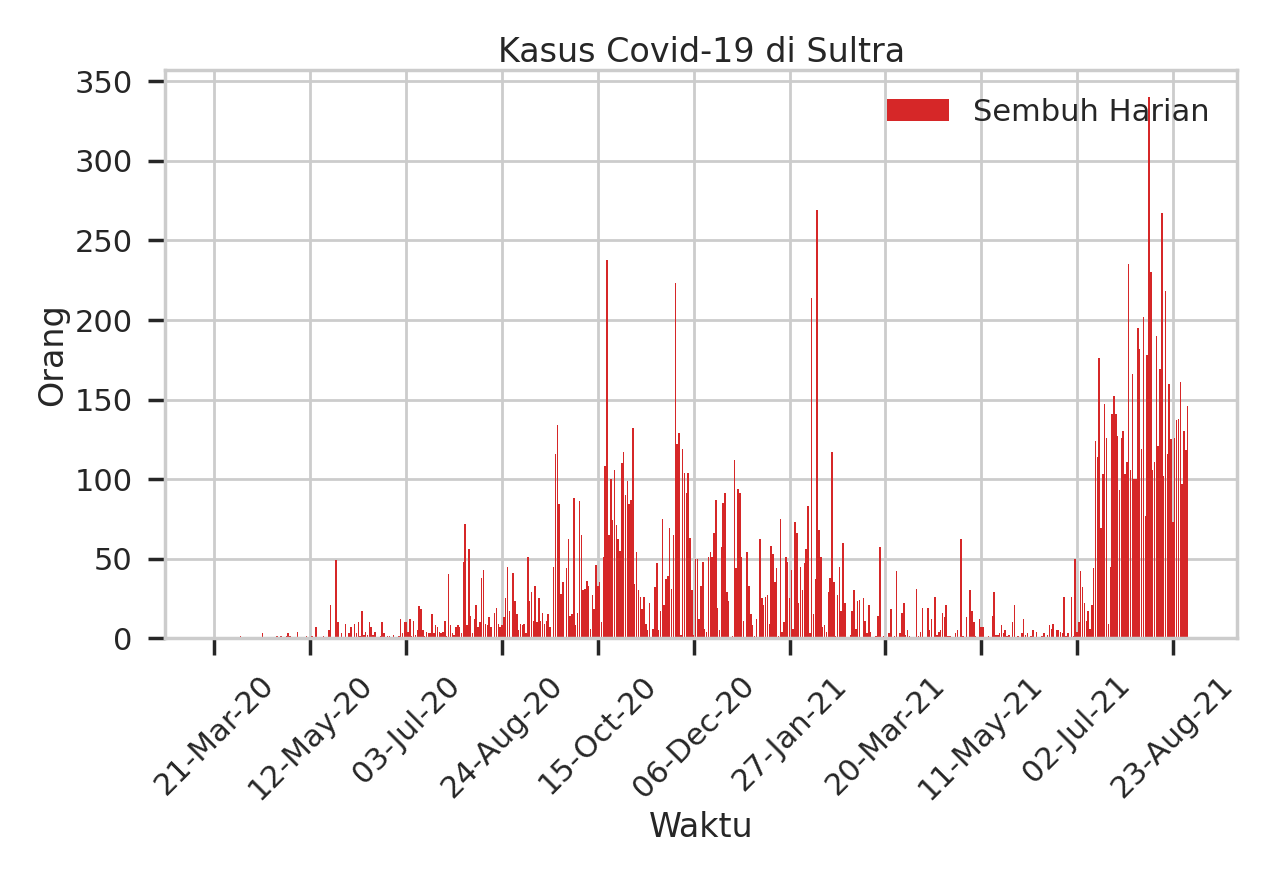 Kasus Covid-19 di Sultra
Sembuh Harian
350
300
250
200
150
100
50
0
Orang
21-Mar-20
12-May-20
03-Jul-20
24-Aug-20
15-Oct-20
06-Dec-20
27-Jan-21
20-Mar-21
11-May-21
02-Jul-21
23-Aug-21
Waktu